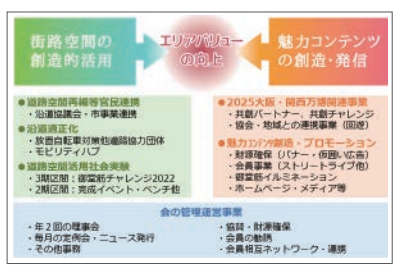 街路空間の
創造的活用
エリアバリュー
の向上
魅力コンテンツ
の創造・発信
●道路空間再編等官民連携
・沿道協議会・市事業連携
●沿道適正化
・放置自転車対策他道路協力団体
・モビリティハブ
●道路空間活用社会実験
・3期区間：御堂筋チャレンジ2022
・2期区間：完成イベント・ベンチ他
●2025大阪・関西万博関連事業
・共創パートナー、共創チャレンジ
・協会・地域との連携事業（回遊）
●魅力コンテンツ創造・プロモーション
・財源確保（バナー・仮囲い広告）
・会員事業（ストリートライブ他）
・御堂筋イルミネーション
・ホームページ・メディア等
会の管理運営事業
・年2回の理事会
・毎月の定例会・ニュース発行
・その他事務
・協賛・財源確保
・会員の勧誘
・会員相互ネットワーク・連携